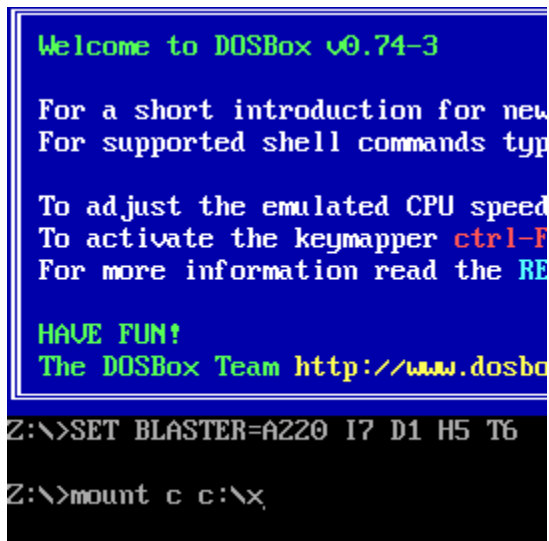 Welcome to DOSBox v0.74-3
For a short introduction for new
For supported shell commands typ
To adjust the emulated CPU speed
To activate the keymapper ctrl-F
For more information read the RE
HAVE FUN!
The DOSBox Team http://www.dosbo
Z:\>SET BLASTER=A220 I7 D1 H5 T6
Z:\>mount c c:\x